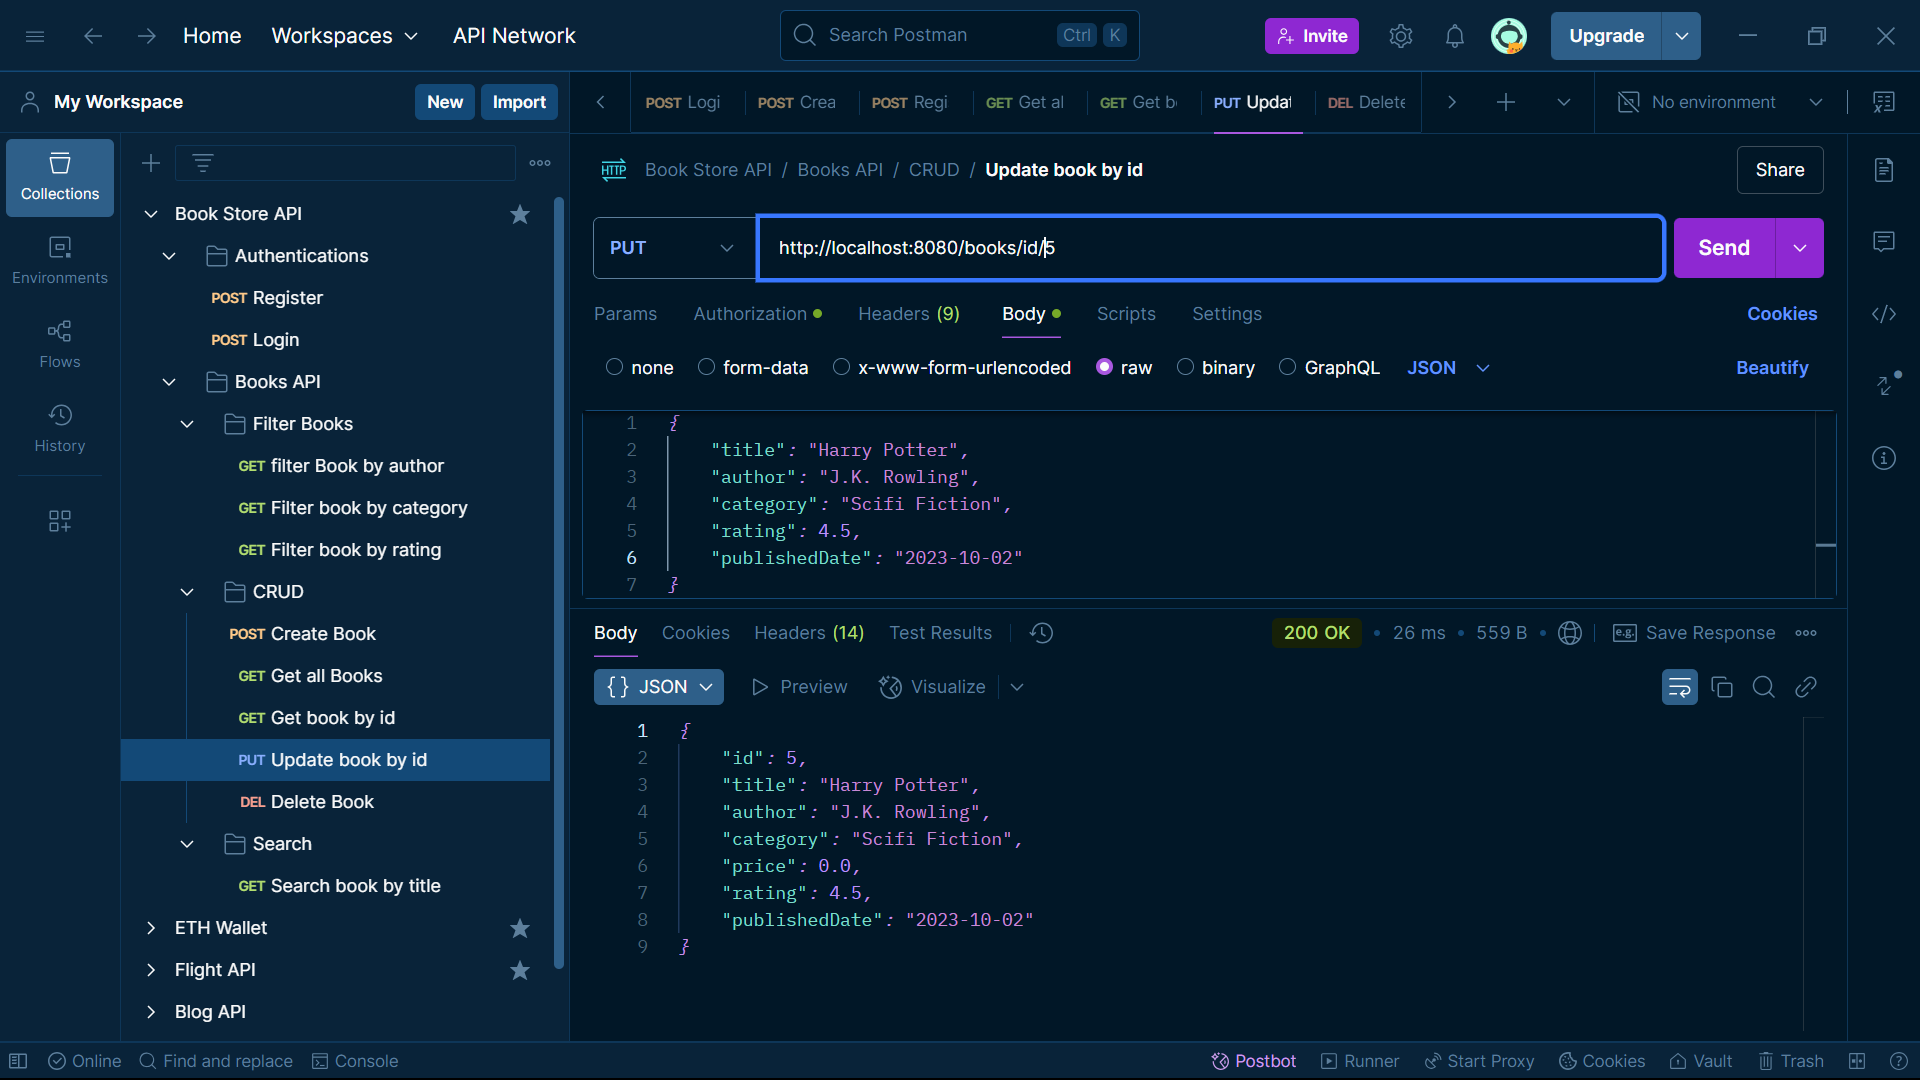 Home Workspaces API Network Search Postman Ctrl K Invite Upgrade
My Workspace New Import
POST Logi POST Crea POST Regi GET Get al GET Get b PUT Updat DEL Delete No environment
Collections
Environments
Flows
History
Book Store API
Authentications
POST Register
POST Login
Books API
Filter Books
GET filter Book by author
GET Filter book by category
GET Filter book by rating
CRUD
POST Create Book
GET Get all Books
GET Get book by id
PUT Update book by id
DEL Delete Book
Search
GET Search book by title
ETH Wallet
Flight API
Blog API
HTTP Book Store API / Books API / CRUD / Update book by id Share
PUT http://localhost:8080/books/id/5 Send
Params Authorization Headers (9) Body Scripts Settings Cookies
none form-data x-www-form-urlencoded raw binary GraphQL JSON Beautify
1 {
2 "title": "Harry Potter",
3 "author": "J.K. Rowling",
4 "category": "Scifi Fiction",
5 "rating": 4.5,
6 "publishedDate": "2023-10-02"
7 }
Body Cookies Headers (14) Test Results 200 OK • 26 ms • 559 B • e.g. Save Response
{} JSON Preview Visualize
1 {
2 "id": 5,
3 "title": "Harry Potter",
4 "author": "J.K. Rowling",
5 "category": "Scifi Fiction",
6 "price": 0.0,
7 "rating": 4.5,
8 "publishedDate": "2023-10-02"
9 }
Online Find and replace Console Postbot Runner Start Proxy Cookies Vault Trash